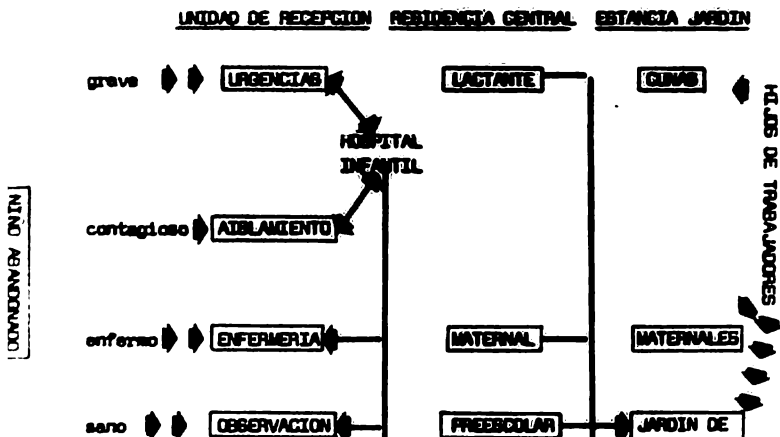 UNIDAD DE RECEPCION RESIDENCIA CENTRAL ESTANCIA JARDIN
grave URGENCIAS LACTANTE CUNAS
HOSPITAL
INFANTIL
contagioso AISLAMIENTO
enfermo ENFERMERIA MATERNAL MATERNALES
sano OBSERVACION PREESCOLAR JARDIN DE
NINO ABANDONADO
HIJOS DE TRABAJADORES